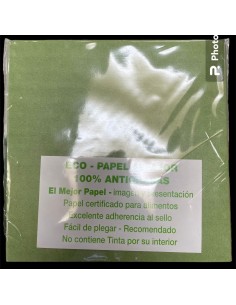 ECO - PAPEL
100%
El Mejor Papel - imagen presentación
Papel certificado para alimentos
Excelente adherencia al sello
Fácil de plegar - Recomendado
No contiene Tinta por su interior
Photo